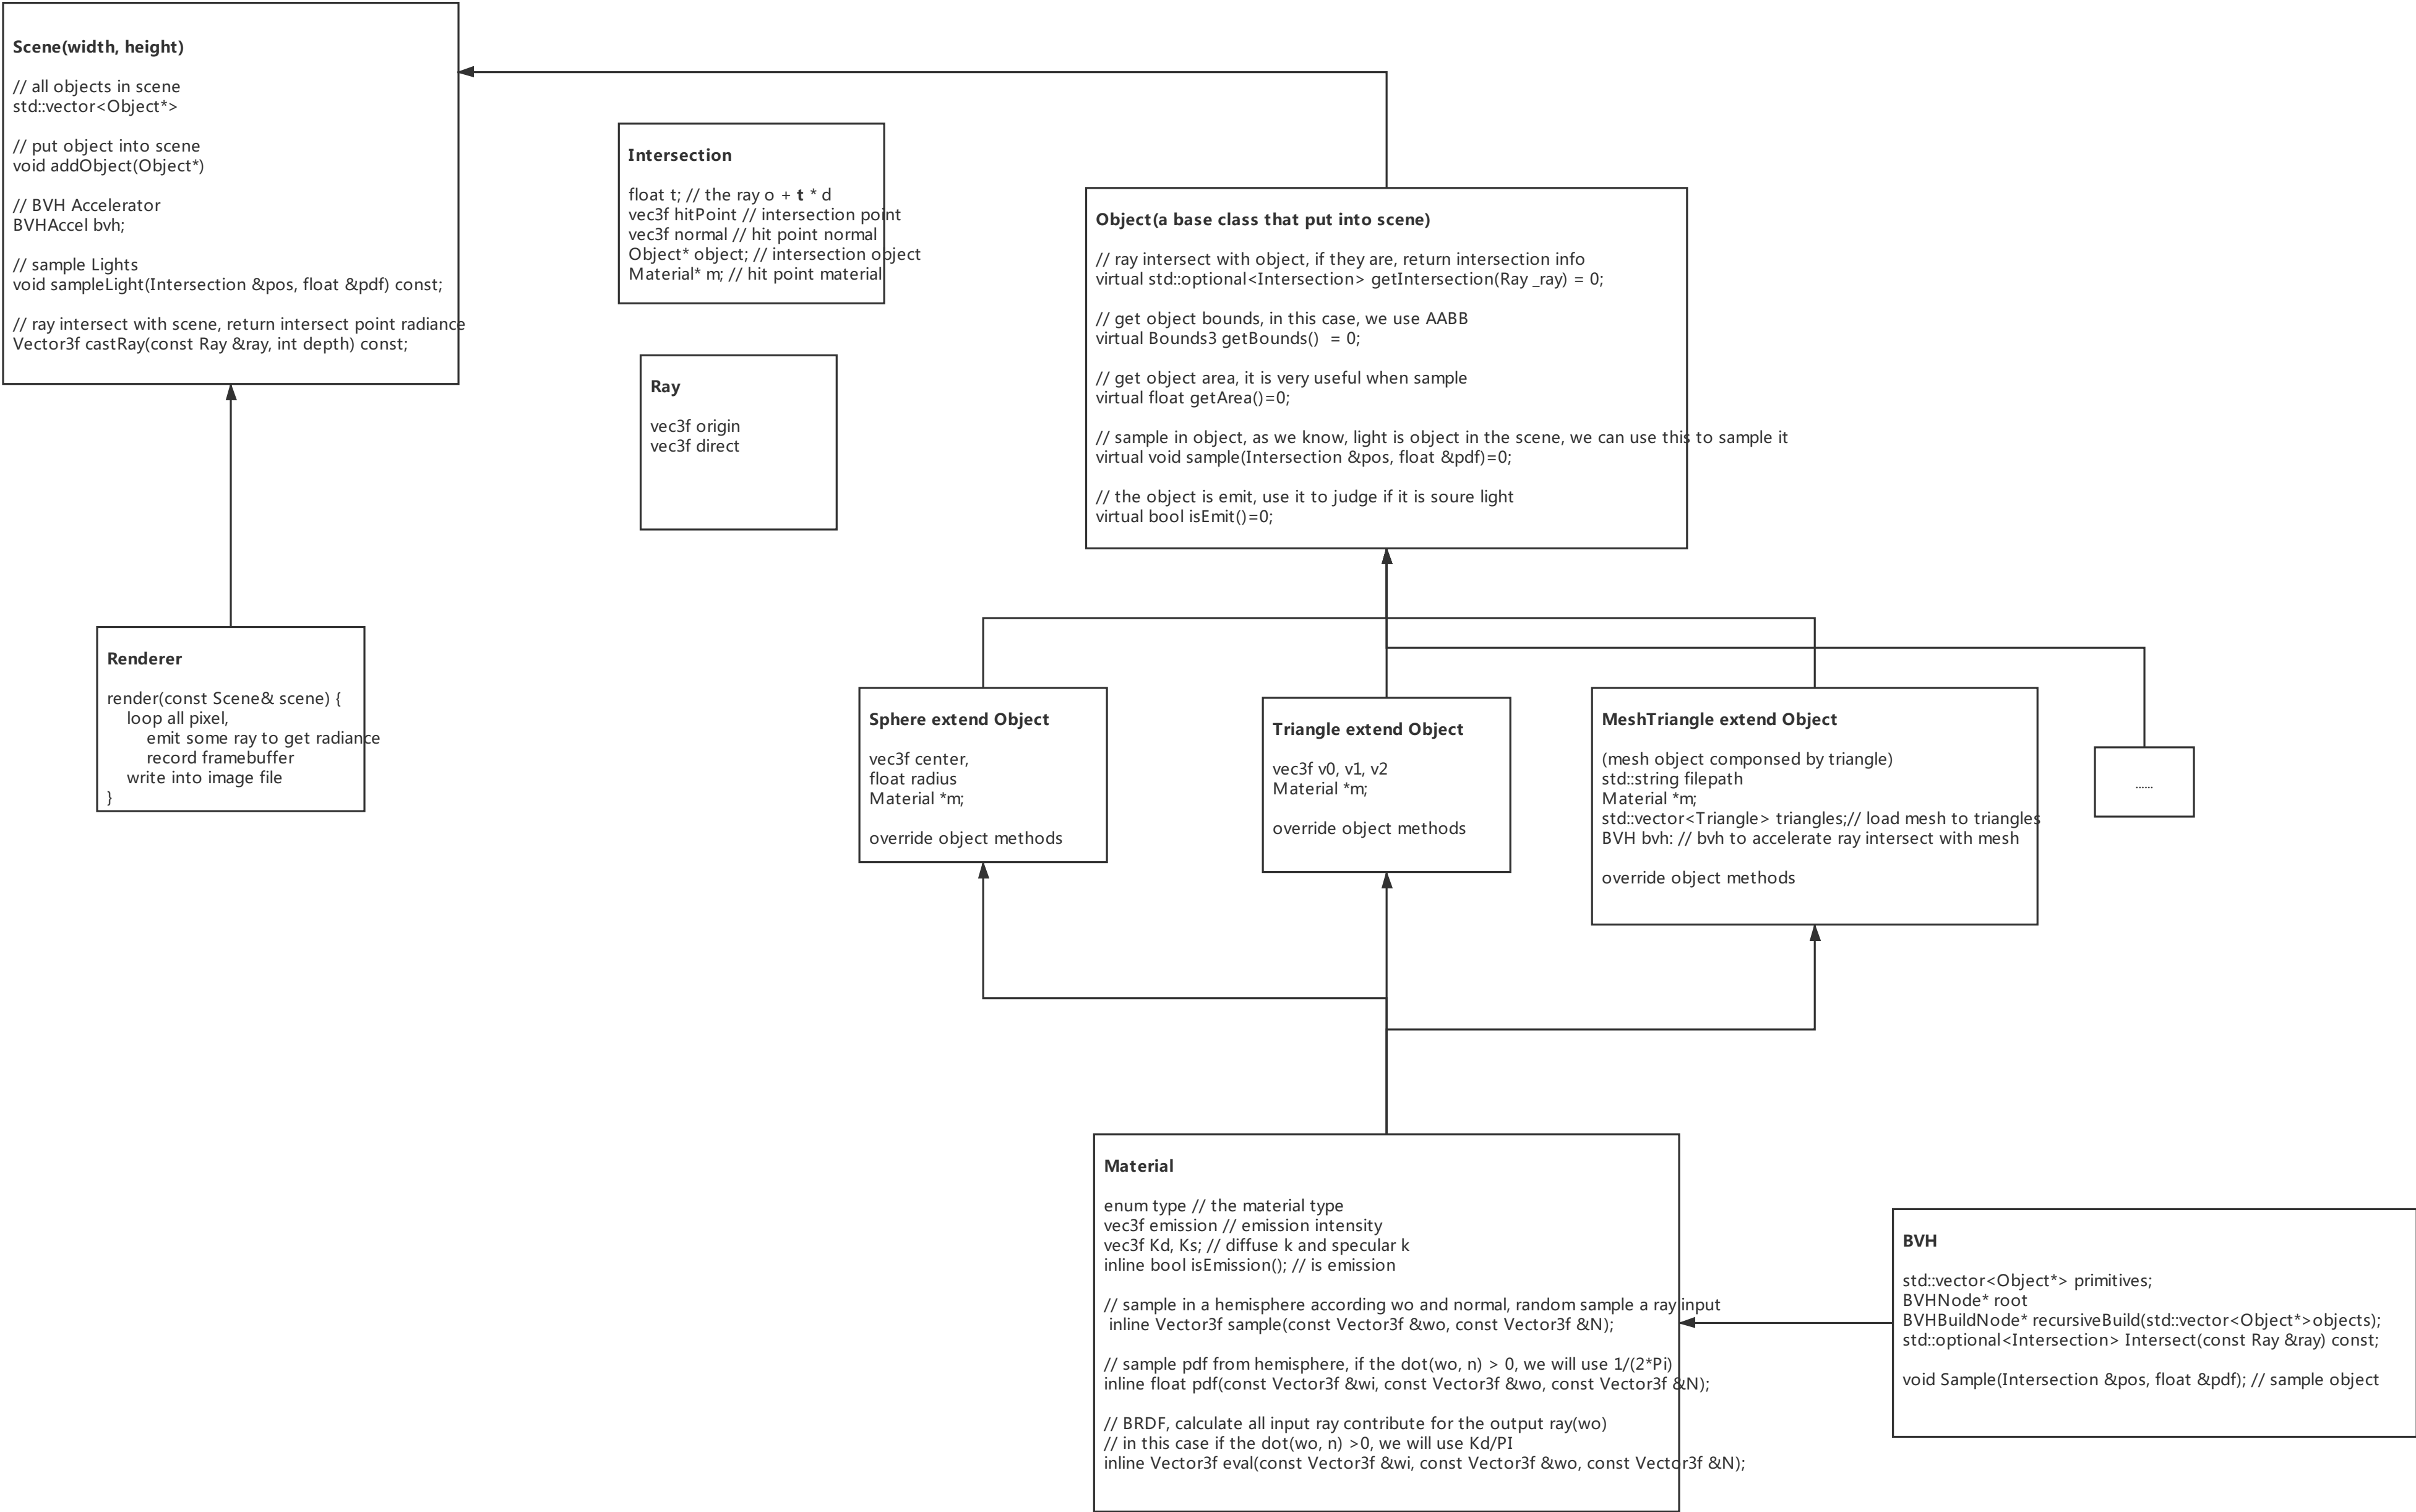 Scene(width, height)
// all objects in scene
std::vector<Object*>
// put object into scene
void addObject(Object*)
// BVH Accelerator
BVHAccel bvh;
// sample Lights
void sampleLight(Intersection &pos, float &pdf) const;
// ray intersect with scene, return intersect point radiance
Vector3f castRay(const Ray &ray, int depth) const;
Intersection
float t; // the ray o + t * d
vec3f hitPoint // intersection point
vec3f normal // hit point normal
Object* object; // intersection object
Material* m; // hit point material
Ray
vec3f origin
vec3f direct
Object(a base class that put into scene)
// ray intersect with object, if they are, return intersection info
virtual std::optional<Intersection> getIntersection(Ray _ray) = 0;
// get object bounds, in this case, we use AABB
virtual Bounds3 getBounds()  = 0;
// get object area, it is very useful when sample
virtual float getArea()=0;
// sample in object, as we know, light is object in the scene, we can use this to sample it
virtual void sample(Intersection &pos, float &pdf)=0;
// the object is emit, use it to judge if it is soure light
virtual bool isEmit()=0;
Renderer
render(const Scene& scene) {
loop all pixel,
emit some ray to get radiance
record framebuffer
write into image file
}
Sphere extend Object
vec3f center,
float radius
Material *m;
override object methods
Triangle extend Object
vec3f v0, v1, v2
Material *m;
override object methods
MeshTriangle extend Object
(mesh object componsed by triangle)
std::string filepath
Material *m;
std::vector<Triangle> triangles;// load mesh to triangles
BVH bvh: // bvh to accelerate ray intersect with mesh
override object methods
......
Material
enum type // the material type
vec3f emission // emission intensity
vec3f Kd, Ks; // diffuse k and specular k
inline bool isEmission(); // is emission
// sample in a hemisphere according wo and normal, random sample a ray input
inline Vector3f sample(const Vector3f &wo, const Vector3f &N);
// sample pdf from hemisphere, if the dot(wo, n) > 0, we will use 1/(2*Pi)
inline float pdf(const Vector3f &wi, const Vector3f &wo, const Vector3f &N);
// BRDF, calculate all input ray contribute for the output ray(wo)
// in this case if the dot(wo, n) >0, we will use Kd/PI
inline Vector3f eval(const Vector3f &wi, const Vector3f &wo, const Vector3f &N);
BVH
std::vector<Object*> primitives;
BVHNode* root
BVHBuildNode* recursiveBuild(std::vector<Object*>objects);
std::optional<Intersection> Intersect(const Ray &ray) const;
void Sample(Intersection &pos, float &pdf); // sample object